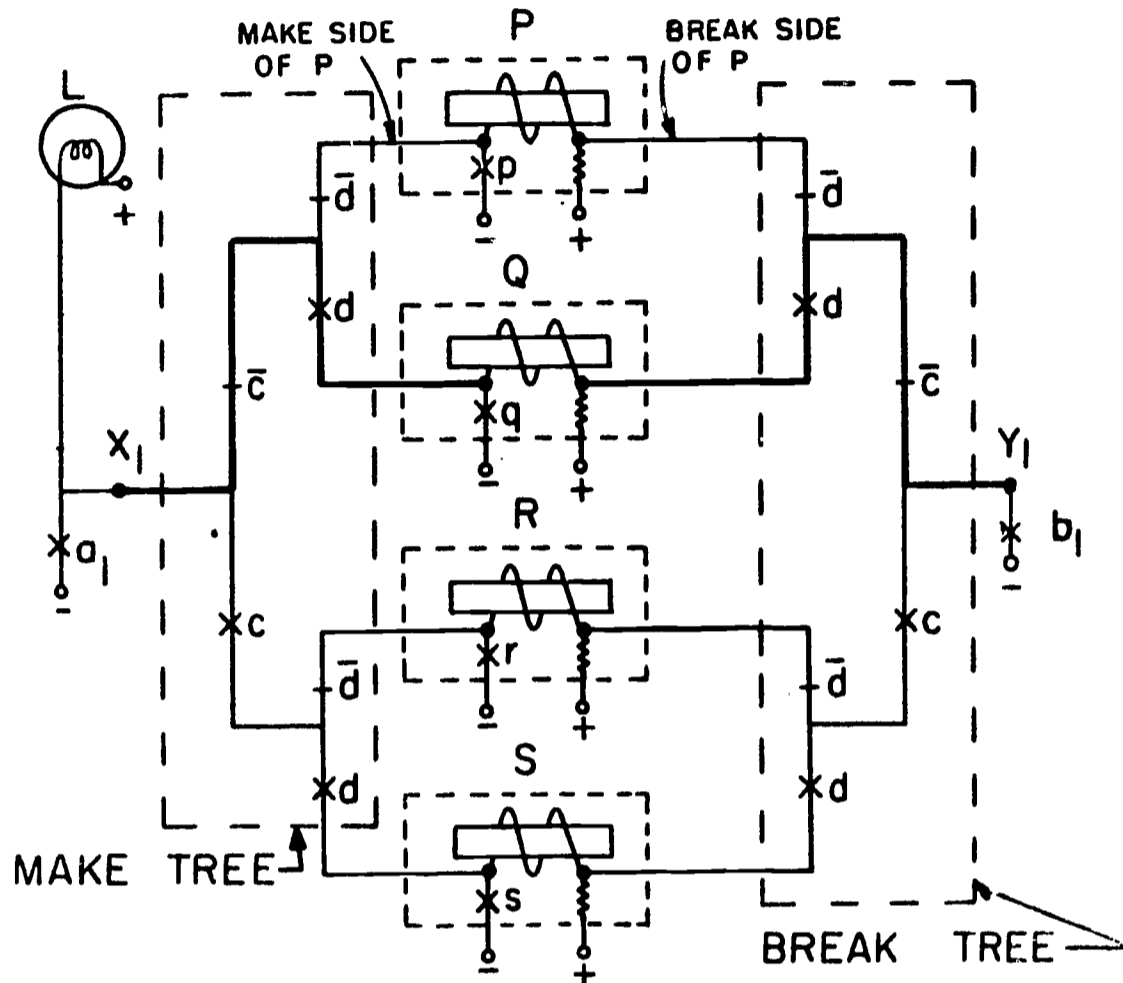 P
MAKE SIDE
OF P
BREAK SIDE
OF P
L
+
d̄
p
-
+
d̄
Q
d
d
c̄
q
-
+
c̄
X1
Y1
a1
-
R
b1
-
c
r
-
+
c
d̄
d̄
S
d
d
MAKE TREE
s
-
+
BREAK TREE